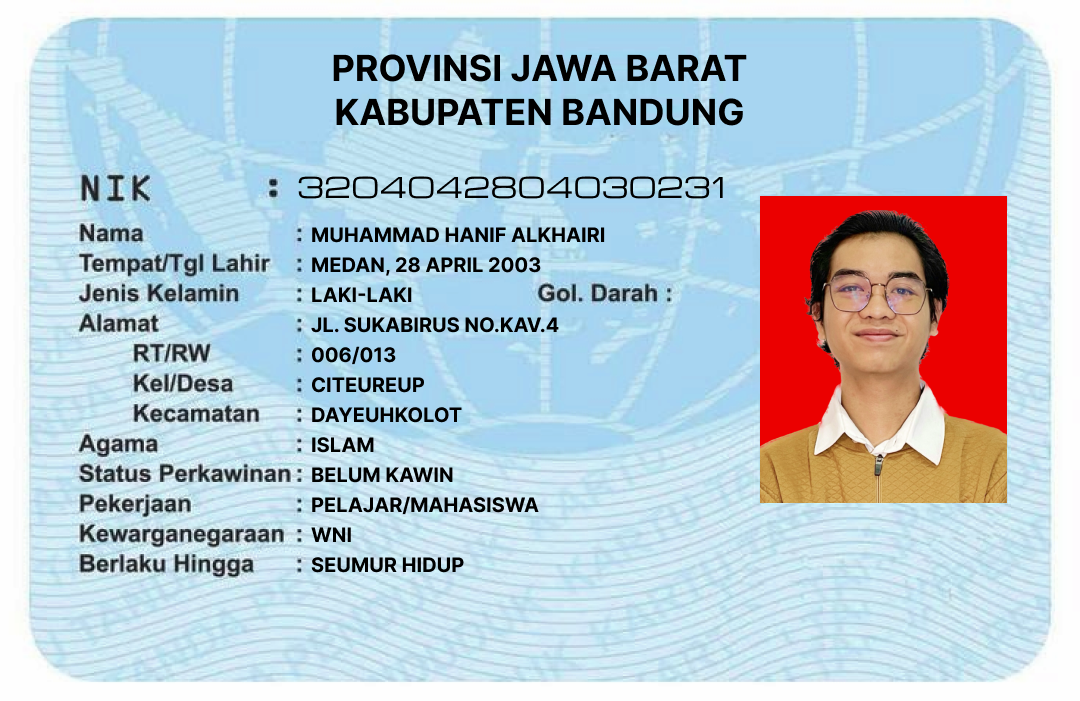 PROVINSI JAWA BARAT
KABUPATEN BANDUNG
NIK : 3204042804030231
Nama : MUHAMMAD HANIF ALKHAIRI
Tempat/Tgl Lahir : MEDAN, 28 APRIL 2003
Jenis Kelamin : LAKI-LAKI Gol. Darah :
Alamat : JL. SUKABIRUS NO.KAV.4
RT/RW : 006/013
Kel/Desa : CITEUREUP
Kecamatan : DAYEUHKOLOT
Agama : ISLAM
Status Perkawinan : BELUM KAWIN
Pekerjaan : PELAJAR/MAHASISWA
Kewarganegaraan : WNI
Berlaku Hingga : SEUMUR HIDUP